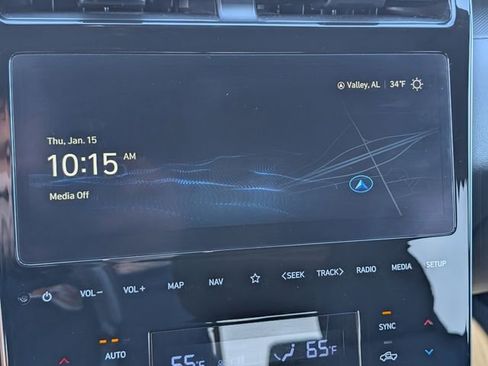 Valley, AL 34°F
Thu, Jan. 15
10:15 AM
Media Off
VOL− VOL+ MAP NAV ☆ <SEEK TRACK> RADIO MEDIA SETUP
AUTO SYNC
65°F 65°F